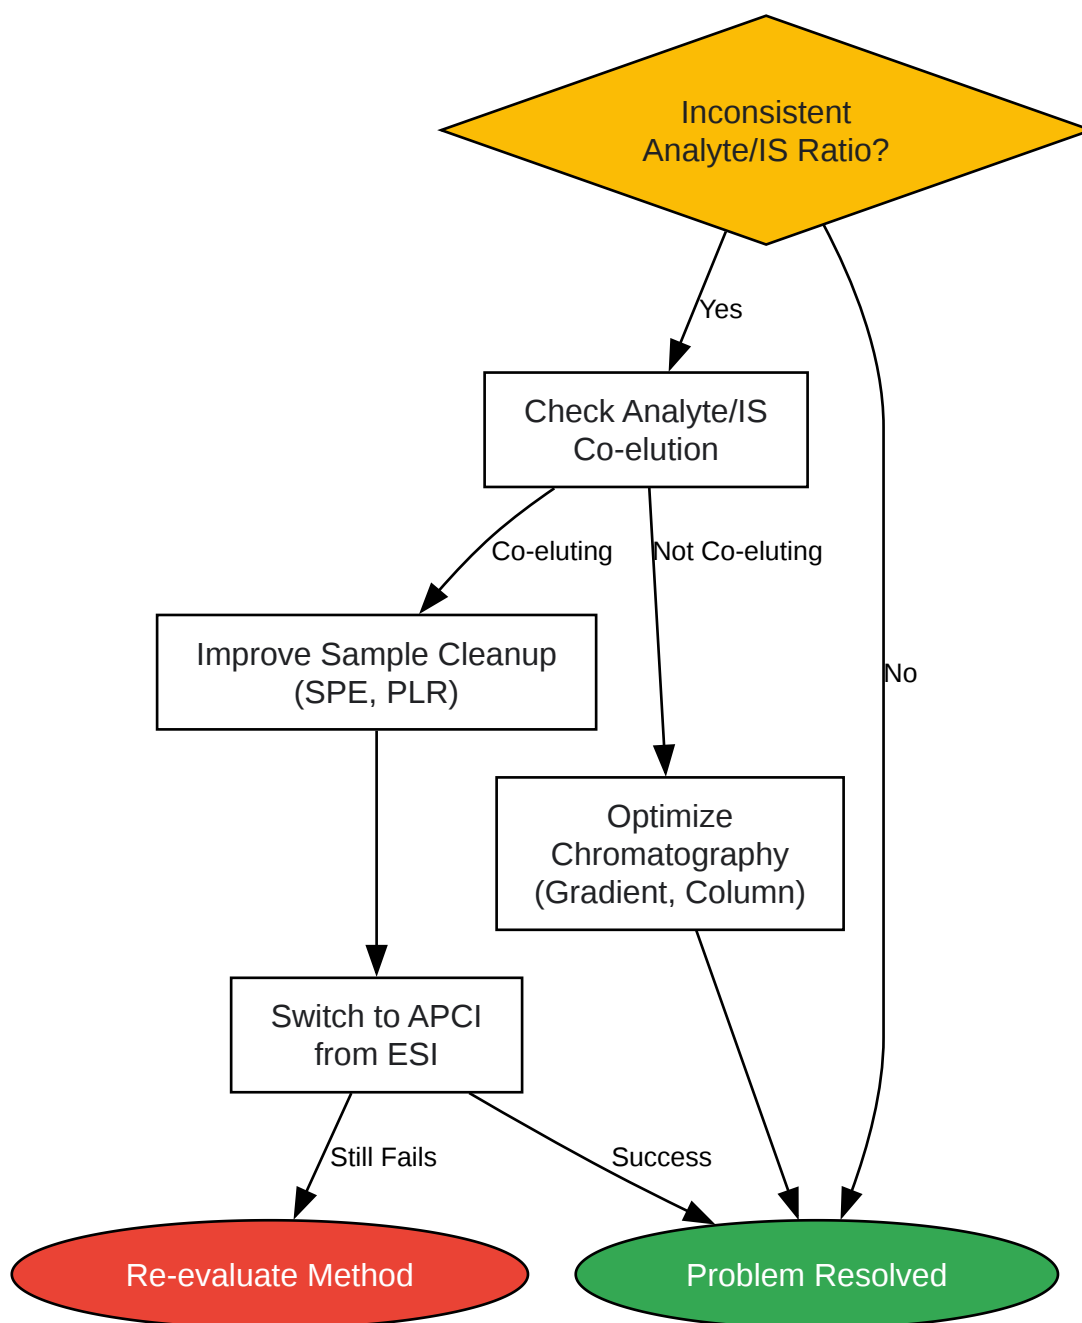 Inconsistent
Analyte/IS Ratio?
Yes
Check Analyte/IS
Co-elution
Co-eluting
Not Co-eluting
Improve Sample Cleanup
(SPE, PLR)
No
Optimize
Chromatography
(Gradient, Column)
Switch to APCI
from ESI
Still Fails
Success
Re-evaluate Method
Problem Resolved